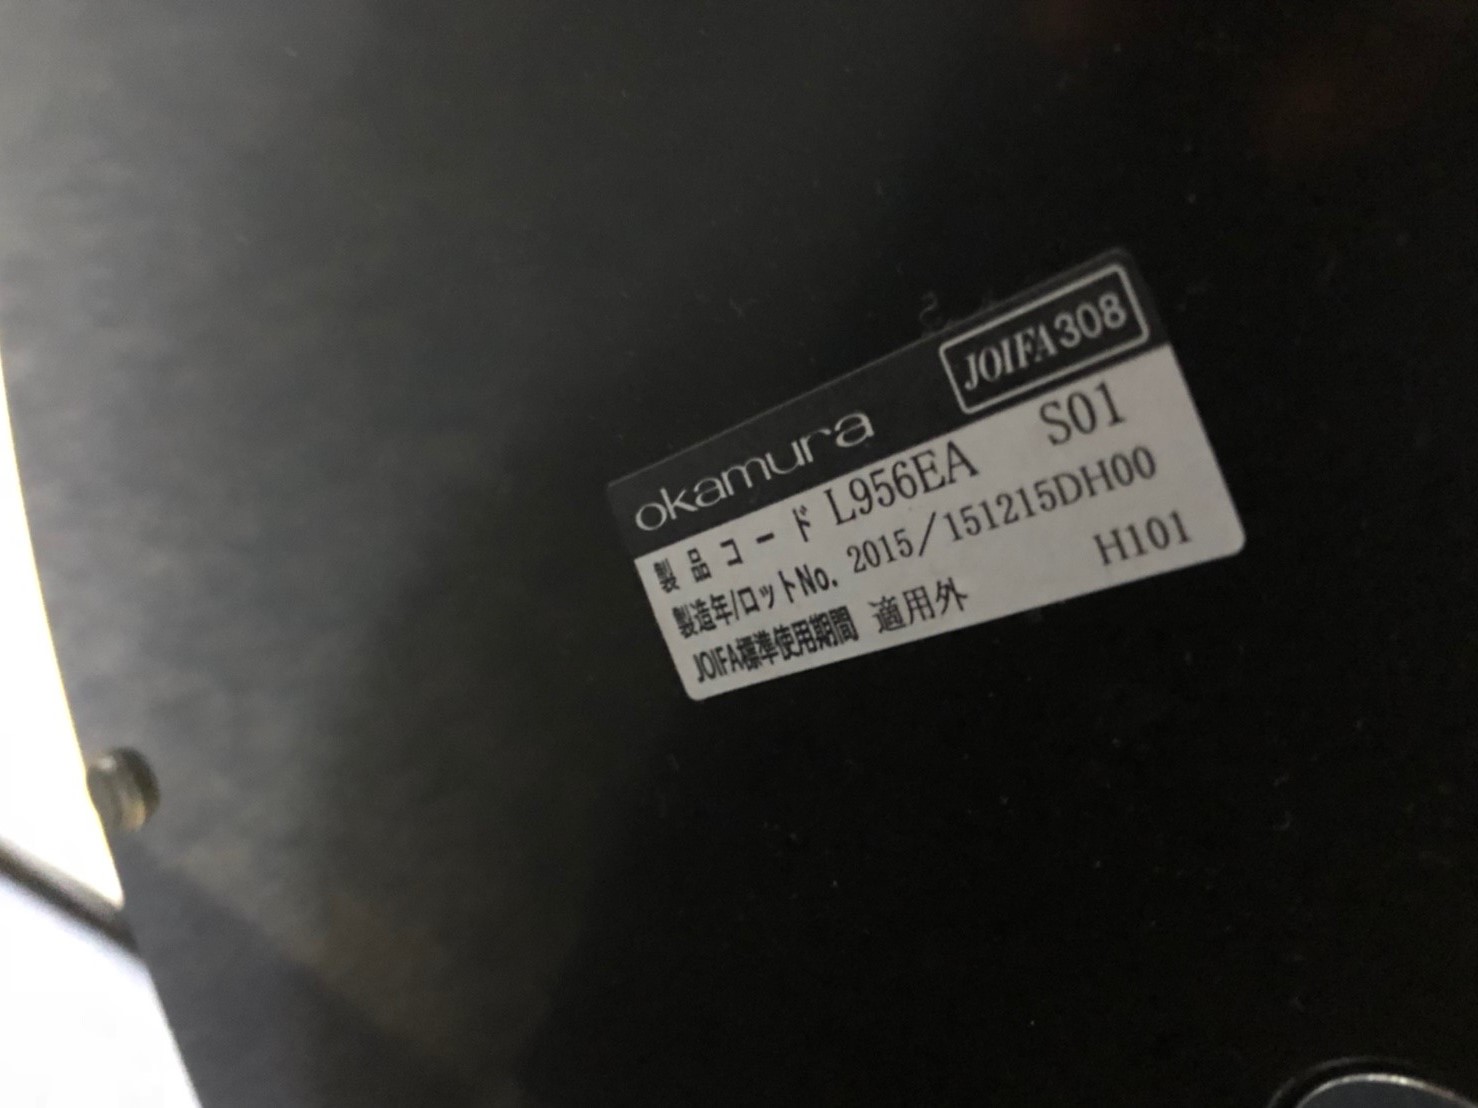 okamura JOIFA308
製品コード L956EA S01
製造年/ロットNo. 2015/151215DH00
JOIFA標準使用期間 適用外 H101